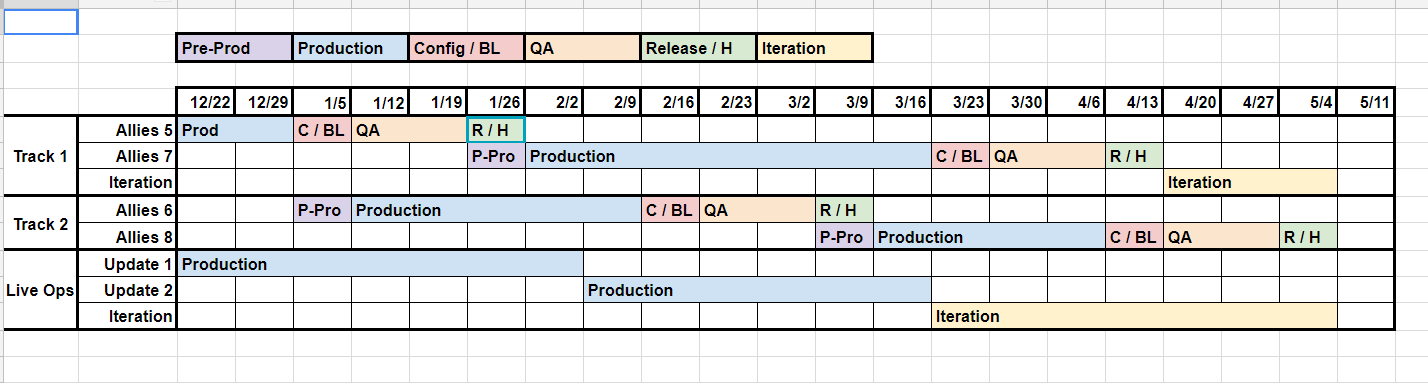 Pre-Prod Production Config / BL QA Release / H Iteration
12/22 12/29 1/5 1/12 1/19 1/26 2/2 2/9 2/16 2/23 3/2 3/9 3/16 3/23 3/30 4/6 4/13 4/20 4/27 5/4 5/11
Allies 5 Prod C / BL QA R / H
Track 1 Allies 7 P-Pro Production C / BL QA R / H
Iteration Iteration
Allies 6 P-Pro Production C / BL QA R / H
Track 2
Allies 8 P-Pro Production C / BL QA R / H
Update 1 Production
Live Ops Update 2 Production
Iteration Iteration